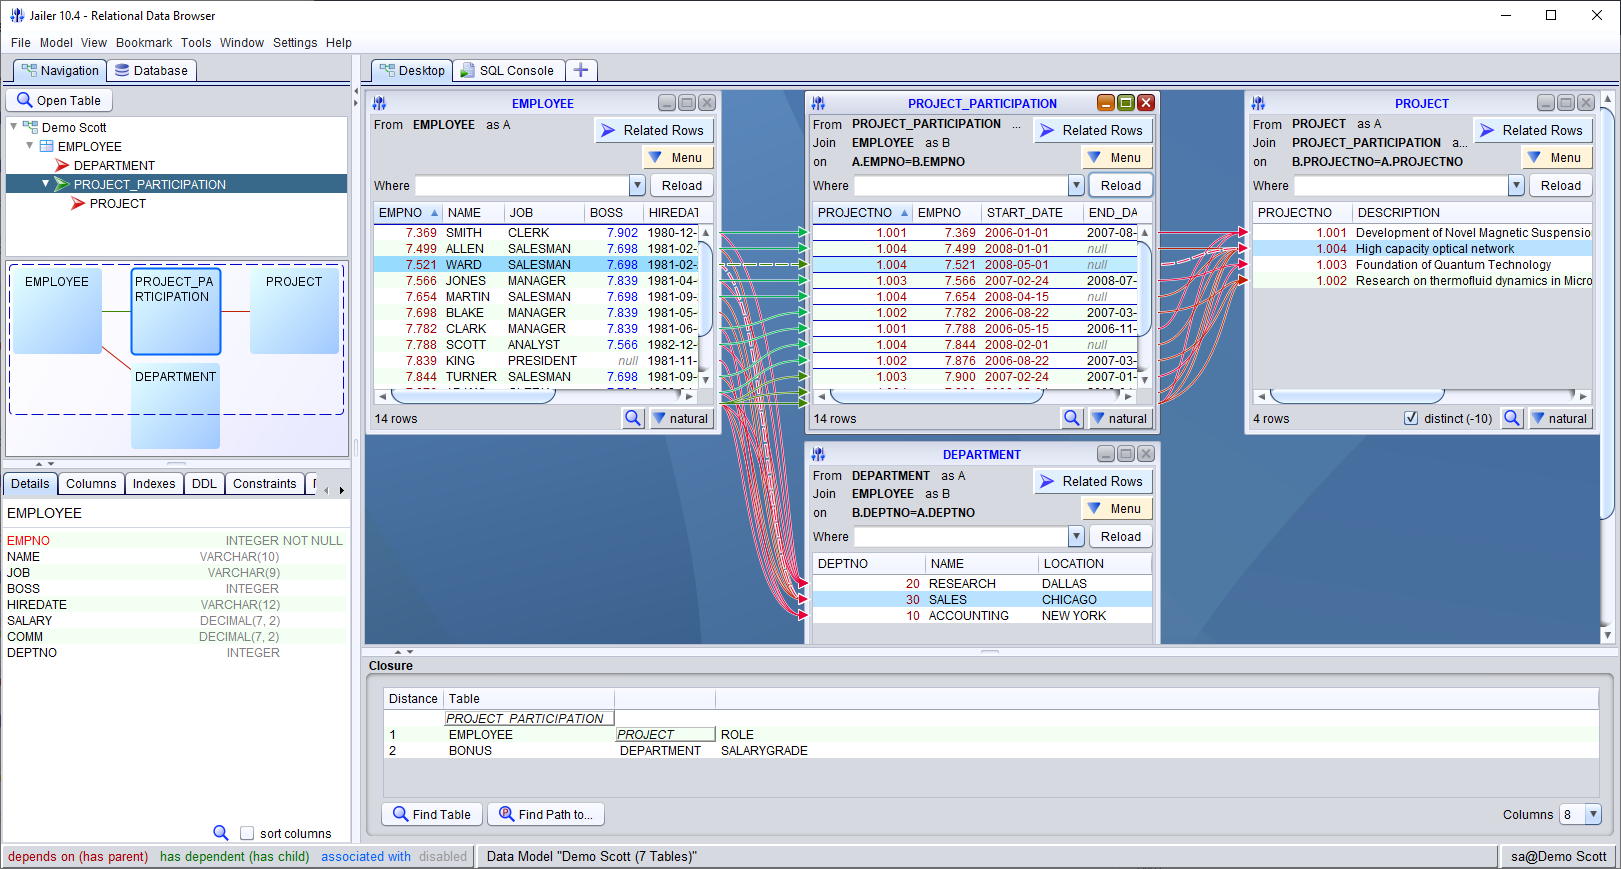 Jailer 10.4 - Relational Data Browser
File Model View Bookmark Tools Window Settings Help
Navigation Database
Open Table
Demo Scott
EMPLOYEE
DEPARTMENT
PROJECT_PARTICIPATION
PROJECT
EMPLOYEE PROJECT_PA PROJECT
RTICIPATION
DEPARTMENT
Details Columns Indexes DDL Constraints
EMPLOYEE
EMPNO INTEGER NOT NULL
NAME VARCHAR(10)
JOB VARCHAR(9)
BOSS INTEGER
HIREDATE VARCHAR(12)
SALARY DECIMAL(7, 2)
COMM DECIMAL(7, 2)
DEPTNO INTEGER
sort columns
Desktop SQL Console
EMPLOYEE
From EMPLOYEE as A
Related Rows
Menu
Where Reload
EMPNO NAME JOB BOSS HIREDAT
7.369 SMITH CLERK 7.902 1980-12-
7.499 ALLEN SALESMAN 7.698 1981-02-
7.521 WARD SALESMAN 7.698 1981-02-
7.566 JONES MANAGER 7.839 1981-04-
7.654 MARTIN SALESMAN 7.698 1981-09-
7.698 BLAKE MANAGER 7.839 1981-05-
7.782 CLARK MANAGER 7.839 1981-06-
7.788 SCOTT ANALYST 7.566 1982-12-
7.839 KING PRESIDENT null 1981-11-
7.844 TURNER SALESMAN 7.698 1981-09-
14 rows natural
PROJECT_PARTICIPATION
From PROJECT_PARTICIPATION ...
Related Rows
Join EMPLOYEE as B
Menu
on A.EMPNO=B.EMPNO
Where Reload
PROJECTNO EMPNO START_DATE END_DA
1.001 7.369 2006-01-01 2007-08-
1.004 7.499 2008-01-01 null
1.004 7.521 2008-05-01 null
1.003 7.566 2007-02-24 2008-07-
1.004 7.654 2008-04-15 null
1.002 7.782 2006-08-22 2007-03-
1.001 7.788 2006-05-15 2006-11-
1.004 7.844 2008-02-01 null
1.002 7.876 2006-08-22 2007-03-
1.003 7.900 2007-02-24 2007-01-
14 rows natural
PROJECT
From PROJECT as A
Related Rows
Join PROJECT_PARTICIPATION a...
Menu
on B.PROJECTNO=A.PROJECTNO
Where Reload
PROJECTNO DESCRIPTION
1.001 Development of Novel Magnetic Suspensio
1.004 High capacity optical network
1.003 Foundation of Quantum Technology
1.002 Research on thermofluid dynamics in Micro
4 rows distinct (-10) natural
DEPARTMENT
From DEPARTMENT as A
Related Rows
Join EMPLOYEE as B
Menu
on B.DEPTNO=A.DEPTNO
Where Reload
DEPTNO NAME LOCATION
20 RESEARCH DALLAS
30 SALES CHICAGO
10 ACCOUNTING NEW YORK
Closure
Distance Table
PROJECT_PARTICIPATION
1 EMPLOYEE PROJECT ROLE
2 BONUS DEPARTMENT SALARYGRADE
Find Table Find Path to... Columns 8
depends on (has parent) has dependent (has child) associated with disabled Data Model "Demo Scott (7 Tables)" sa@Demo Scott